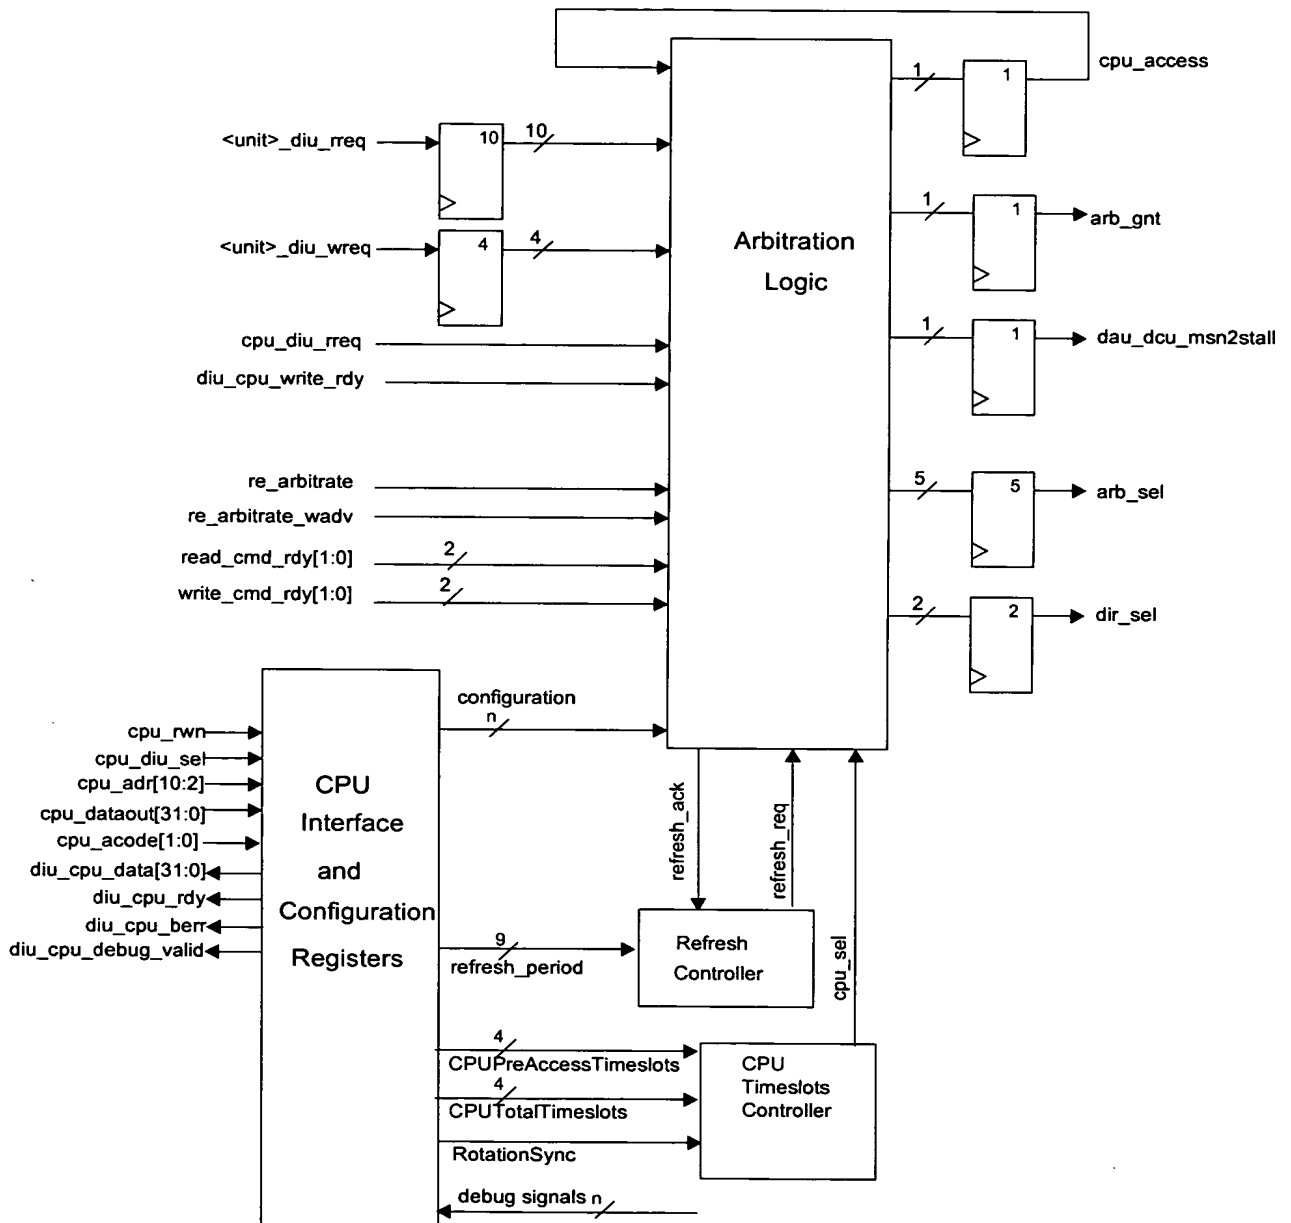 cpu_access
1
1
<unit>_diu_rreq
10
10
<unit>_diu_wreq
4
4
Arbitration
Logic
1
1
arb_gnt
cpu_diu_rreq
diu_cpu_write_rdy
1
1
dau_dcu_msn2stall
re_arbitrate
re_arbitrate_wadv
5
5
arb_sel
read_cmd_rdy[1:0]
2
write_cmd_rdy[1:0]
2
2
2
dir_sel
configuration
n
cpu_rwn
cpu_diu_sel
cpu_adr[10:2]
cpu_dataout[31:0]
cpu_acode[1:0]
diu_cpu_data[31:0]
diu_cpu_rdy
diu_cpu_berr
diu_cpu_debug_valid
CPU
Interface
and
Configuration
Registers
refresh_ack
refresh_req
cpu_sel
9
refresh_period
Refresh
Controller
4
CPUPreAccessTimeslots
4
CPUTotalTimeslots
RotationSync
CPU
Timeslots
Controller
debug signals n